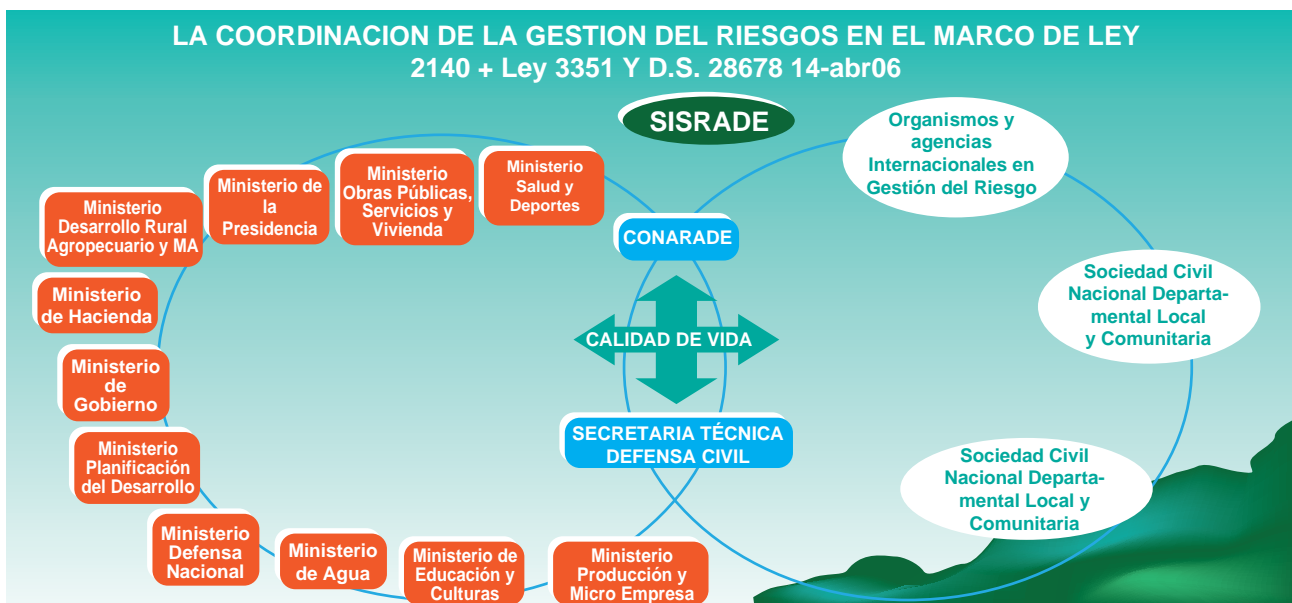 LA COORDINACION DE LA GESTION DEL RIESGOS EN EL MARCO DE LEY
2140 + Ley 3351 Y D.S. 28678 14-abr06
SISRADE
Organismos y
agencias
Internacionales en
Gestión del Riesgo
Ministerio
Salud y
Deportes
Ministerio
Obras Públicas,
Servicios y
Vivienda
Ministerio de
la
Presidencia
Ministerio
Desarrollo Rural
Agropecuario y MA
CONARADE
Ministerio
de Hacienda
Sociedad Civil
Nacional Departa-
mental Local
y Comunitaria
CALIDAD DE VIDA
Ministerio
de
Gobierno
SECRETARIA TÉCNICA
DEFENSA CIVIL
Ministerio
Planificación
del Desarrollo
Sociedad Civil
Nacional Departa-
mental Local y
Comunitaria
Ministerio
Defensa
Nacional
Ministerio
de Agua
Ministerio de
Educación y
Culturas
Ministerio
Producción y
Micro Empresa